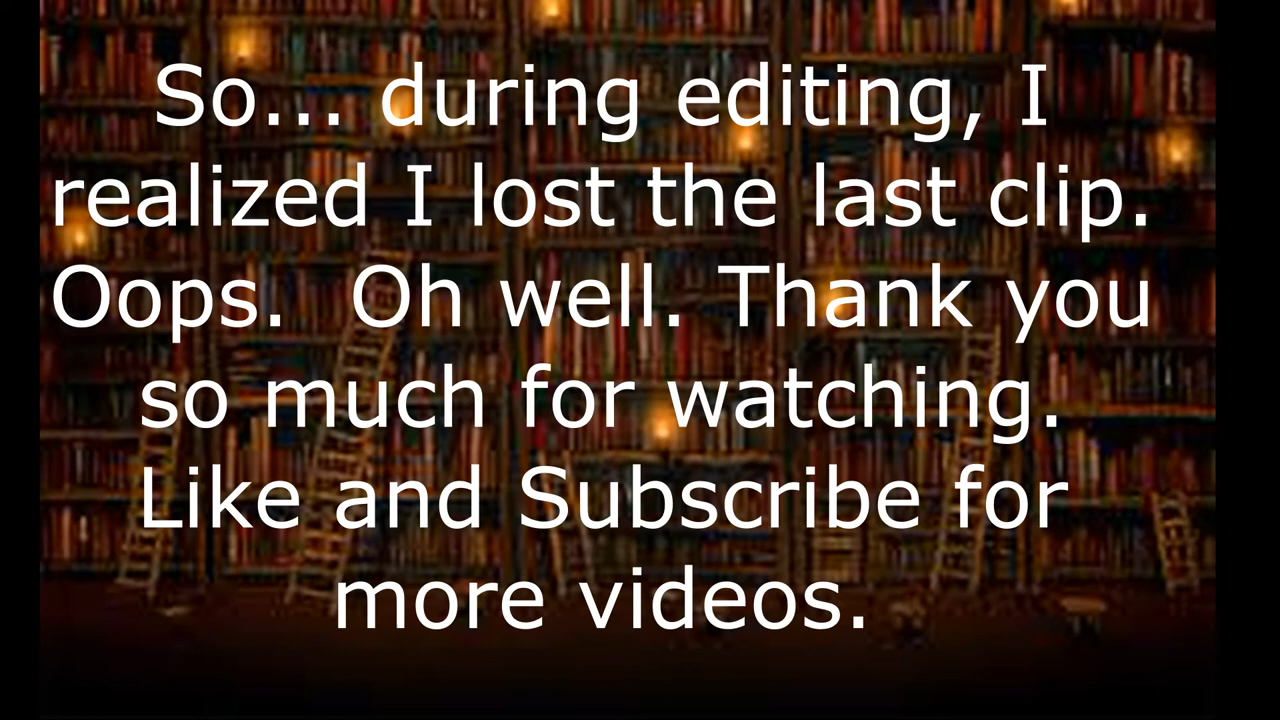 So... during editing, I
realized I lost the last clip.
Oops.  Oh well. Thank you
so much for watching.
Like and Subscribe for
more videos.